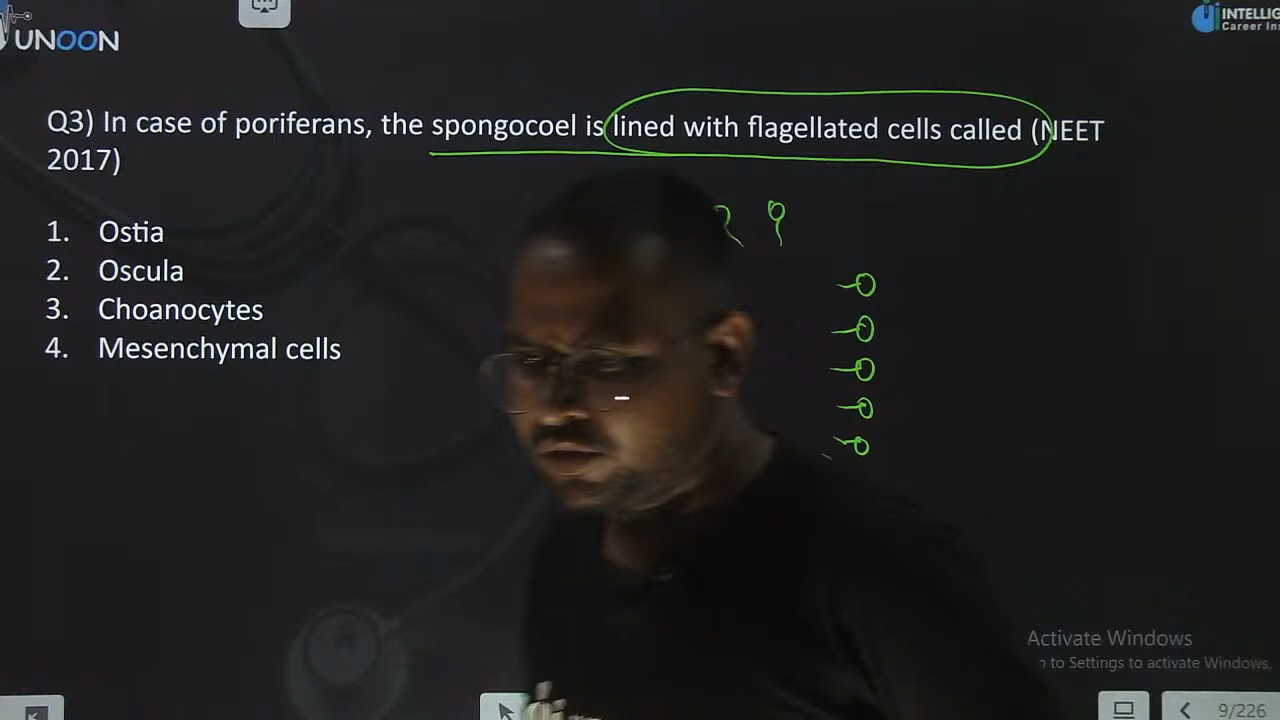 UNOON
INTELLIG
Career Ins
Q3) In case of poriferans, the spongocoel is lined with flagellated cells called (NEET
2017)
1. Ostia
2. Oscula
3. Choanocytes
4. Mesenchymal cells
Activate Windows
to Settings to activate Windows.
9/226